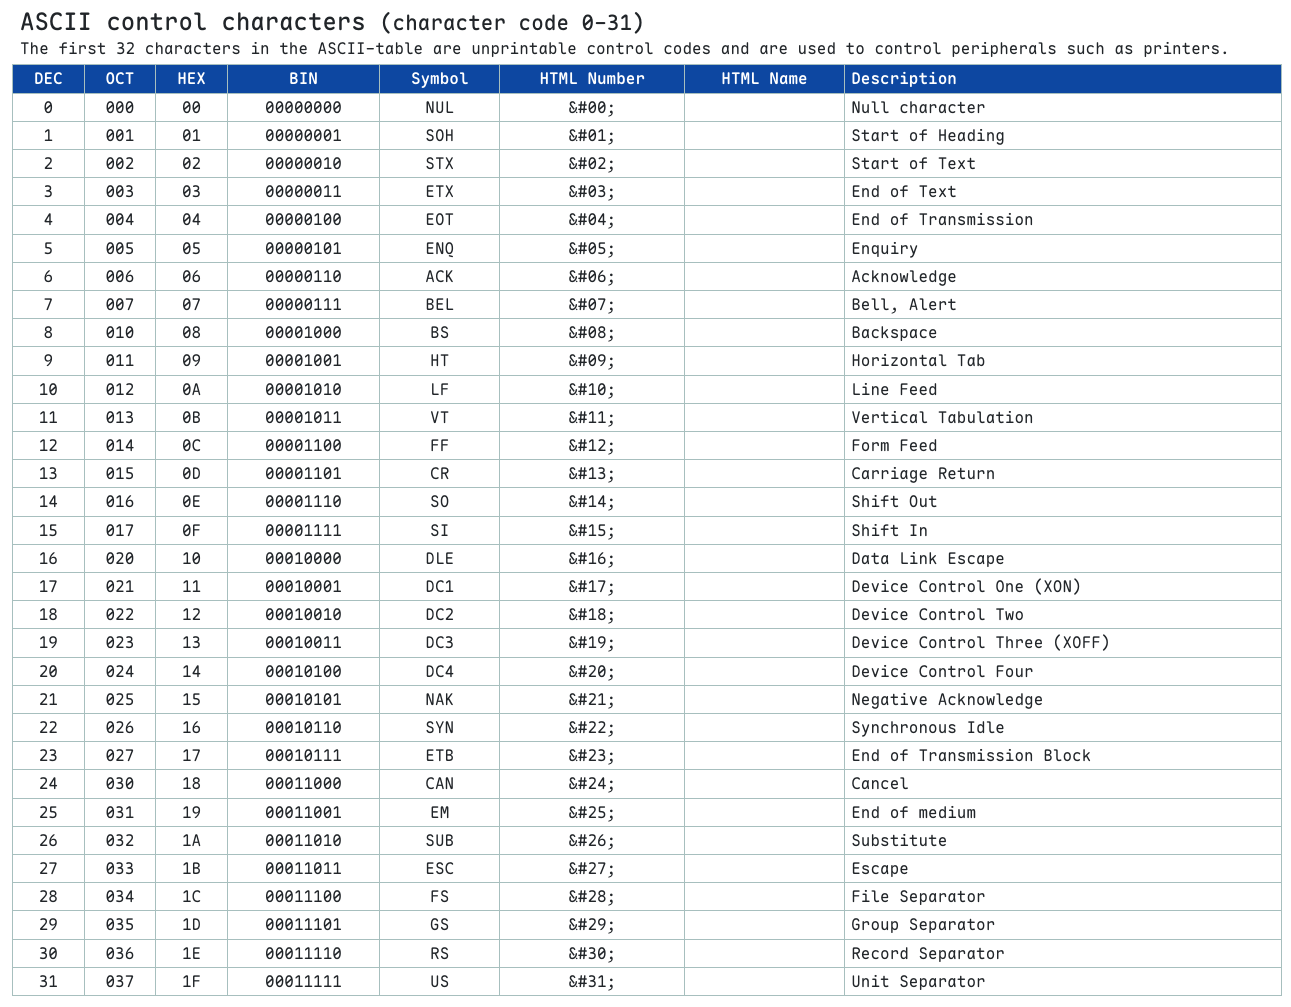 ASCII control characters (character code 0-31)
The first 32 characters in the ASCII-table are unprintable control codes and are used to control peripherals such as printers.
DEC OCT HEX BIN Symbol HTML Number HTML Name Description
0 000 00 00000000 NUL &#00; Null character
1 001 01 00000001 SOH &#01; Start of Heading
2 002 02 00000010 STX &#02; Start of Text
3 003 03 00000011 ETX &#03; End of Text
4 004 04 00000100 EOT &#04; End of Transmission
5 005 05 00000101 ENQ &#05; Enquiry
6 006 06 00000110 ACK &#06; Acknowledge
7 007 07 00000111 BEL &#07; Bell, Alert
8 010 08 00001000 BS &#08; Backspace
9 011 09 00001001 HT &#09; Horizontal Tab
10 012 0A 00001010 LF &#10; Line Feed
11 013 0B 00001011 VT &#11; Vertical Tabulation
12 014 0C 00001100 FF &#12; Form Feed
13 015 0D 00001101 CR &#13; Carriage Return
14 016 0E 00001110 SO &#14; Shift Out
15 017 0F 00001111 SI &#15; Shift In
16 020 10 00010000 DLE &#16; Data Link Escape
17 021 11 00010001 DC1 &#17; Device Control One (XON)
18 022 12 00010010 DC2 &#18; Device Control Two
19 023 13 00010011 DC3 &#19; Device Control Three (XOFF)
20 024 14 00010100 DC4 &#20; Device Control Four
21 025 15 00010101 NAK &#21; Negative Acknowledge
22 026 16 00010110 SYN &#22; Synchronous Idle
23 027 17 00010111 ETB &#23; End of Transmission Block
24 030 18 00011000 CAN &#24; Cancel
25 031 19 00011001 EM &#25; End of medium
26 032 1A 00011010 SUB &#26; Substitute
27 033 1B 00011011 ESC &#27; Escape
28 034 1C 00011100 FS &#28; File Separator
29 035 1D 00011101 GS &#29; Group Separator
30 036 1E 00011110 RS &#30; Record Separator
31 037 1F 00011111 US &#31; Unit Separator